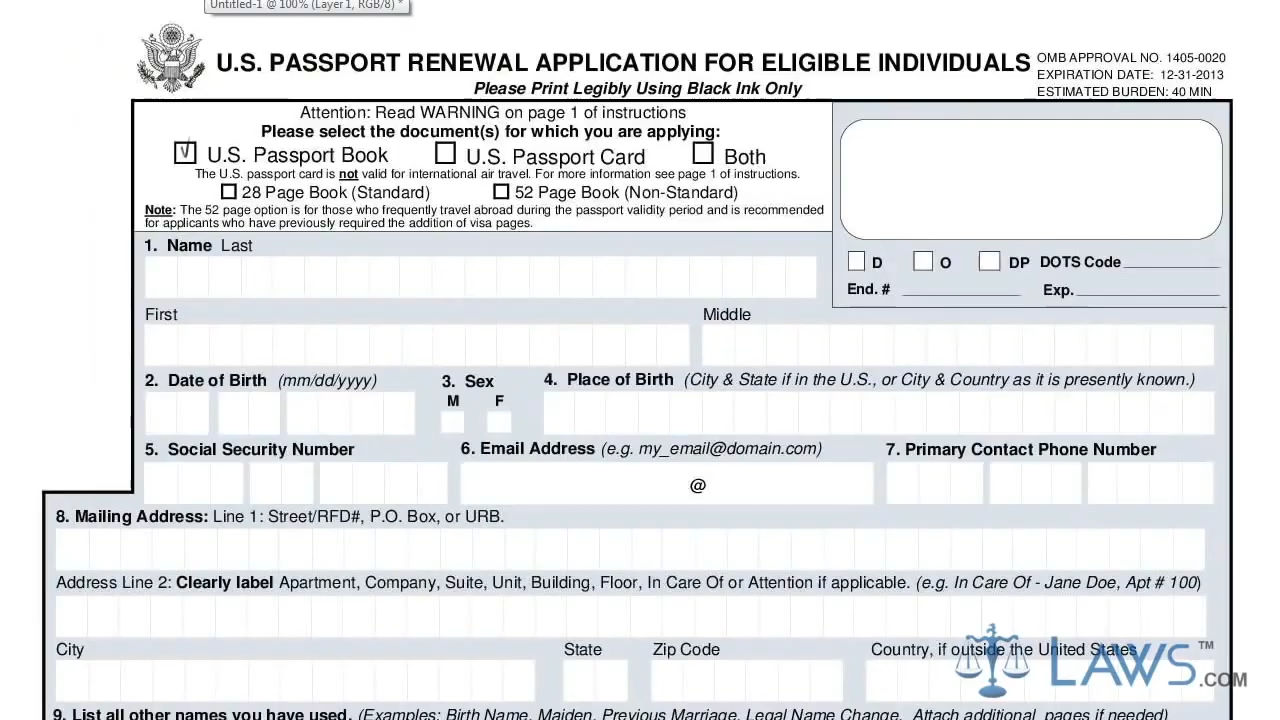 Untitled-1 @ 100% (Layer 1, RGB/8) *
U.S. PASSPORT RENEWAL APPLICATION FOR ELIGIBLE INDIVIDUALS
Please Print Legibly Using Black Ink Only
OMB APPROVAL NO. 1405-0020
EXPIRATION DATE: 12-31-2013
ESTIMATED BURDEN: 40 MIN
Attention: Read WARNING on page 1 of instructions
Please select the document(s) for which you are applying:
√ U.S. Passport Book U.S. Passport Card Both
The U.S. passport card is not valid for international air travel. For more information see page 1 of instructions.
28 Page Book (Standard) 52 Page Book (Non-Standard)
Note: The 52 page option is for those who frequently travel abroad during the passport validity period and is recommended
for applicants who have previously required the addition of visa pages.
D O DP DOTS Code
End. # Exp.
1. Name Last
First Middle
2. Date of Birth (mm/dd/yyyy) 3. Sex 4. Place of Birth (City & State if in the U.S., or City & Country as it is presently known.)
M F
5. Social Security Number 6. Email Address (e.g. my_email@domain.com) 7. Primary Contact Phone Number
@
8. Mailing Address: Line 1: Street/RFD#, P.O. Box, or URB.
Address Line 2: Clearly label Apartment, Company, Suite, Unit, Building, Floor, In Care Of or Attention if applicable. (e.g. In Care Of - Jane Doe, Apt # 100)
City State Zip Code Country, if outside the United States
LAWS™.COM
9. List all other names you have used. (Examples: Birth Name, Maiden, Previous Marriage, Legal Name Change. Attach additional pages if needed)